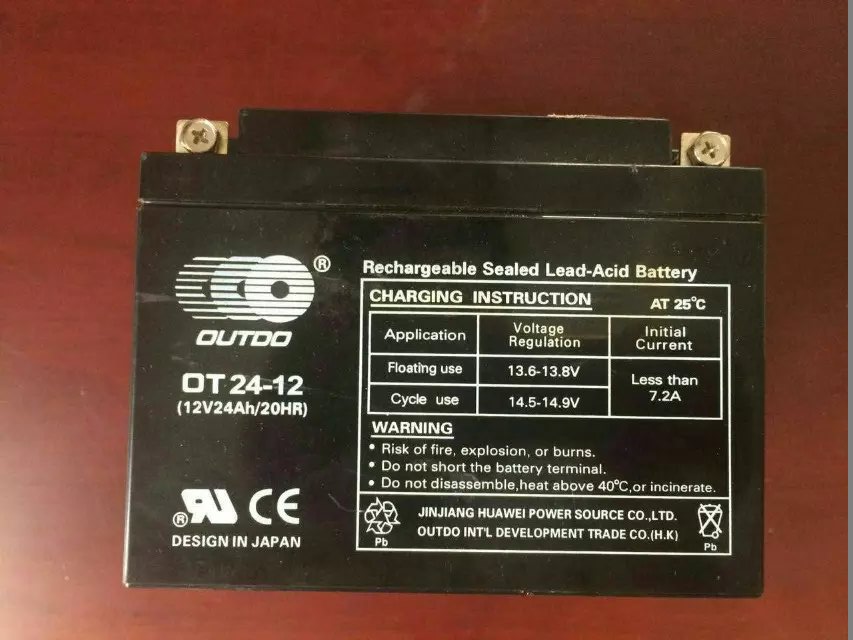 ®
OUTDO
OT 24-12
(12V24Ah/20HR)
® RU CE
DESIGN IN JAPAN
Rechargeable Sealed Lead-Acid Battery
CHARGING INSTRUCTION AT 25°C
Application Voltage Regulation Initial Current
Floating use 13.6-13.8V Less than 7.2A
Cycle use 14.5-14.9V
WARNING
• Risk of fire, explosion, or burns.
• Do not short the battery terminal.
• Do not disassemble,heat above 40°C,or incinerate.
Pb
JINJIANG HUAWEI POWER SOURCE CO.,LTD.
OUTDO INT'L DEVELOPMENT TRADE CO.(H.K)
Pb